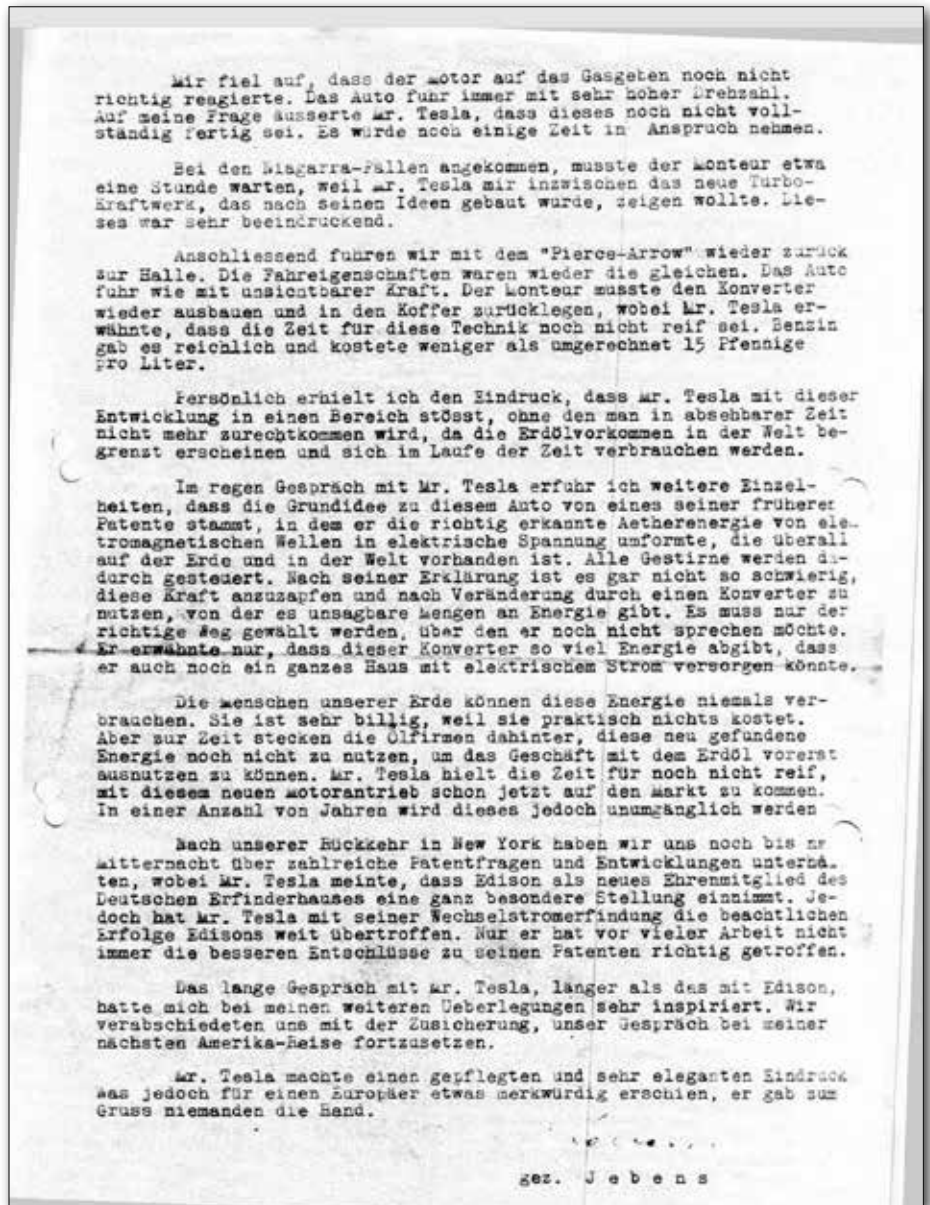 Mir fiel auf, dass der Motor auf das Gasgeben noch nicht
richtig reagierte. Das Auto fuhr immer mit sehr hoher Drehzahl.
Auf meine Frage äusserte Mr. Tesla, dass dieses noch nicht voll-
ständig fertig sei. Es würde noch einige Zeit in Anspruch nehmen.
Bei den Niagarra-Fällen angekommen, musste der Monteur etwa
eine Stunde warten, weil Mr. Tesla mir inzwischen das neue Turbo-
Kraftwerk, das nach seinen Ideen gebaut wurde, zeigen wollte. Die-
ses war sehr beeindruckend.
Anschliessend fuhren wir mit dem "Pierce-Arrow" wieder zurück
zur Halle. Die Fahreigenschaften waren wieder die gleichen. Das Auto
fuhr wie mit unsichtbarer Kraft. Der Monteur musste den Konverter
wieder ausbauen und in den Koffer zurücklegen, wobei Mr. Tesla er-
wähnte, dass die Zeit für diese Technik noch nicht reif sei. Benzin
gab es reichlich und kostete weniger als umgerechnet 15 Pfennige
pro Liter.
Persönlich erhielt ich den Eindruck, dass Mr. Tesla mit dieser
Entwicklung in einen Bereich stösst, ohne den man in absehbarer Zeit
nicht mehr zurechtkommen wird, da die Erdölvorkommen in der Welt be-
grenzt erscheinen und sich im Laufe der Zeit verbrauchen werden.
Im regen Gespräch mit Mr. Tesla erfuhr ich weitere Einzel-
heiten, dass die Grundidee zu diesem Auto von eines seiner früherer
Patente stammt, in dem er die richtig erkannte Aetherenergie von ele
tromagnetischen Wellen in elektrische Spannung umformte, die überall
auf der Erde und in der Welt vorhanden ist. Alle Gestirne werden da-
durch gesteuert. Nach seiner Erklärung ist es gar nicht so schwierig,
diese Kraft anzuzapfen und nach Veränderung durch einen Konverter zu
nutzen, von der es unsagbare Mengen an Energie gibt. Es muss nur der
richtige Weg gewählt werden, über den er noch nicht sprechen möchte.
Er erwähnte nur, dass dieser Konverter so viel Energie abgibt, dass
er auch noch ein ganzes Haus mit elektrischem Strom versorgen könnte.
Die Menschen unserer Erde können diese Energie niemals ver-
brauchen. Sie ist sehr billig, weil sie praktisch nichts kostet.
Aber zur Zeit stecken die Ölfirmen dahinter, diese neu gefundene
Energie noch nicht zu nutzen, um das Geschäft mit dem Erdöl vorerst
ausnutzen zu können. Mr. Tesla hielt die Zeit für noch nicht reif,
mit diesem neuen Motorantrieb schon jetzt auf den Markt zu kommen.
In einer Anzahl von Jahren wird dieses jedoch unumgänglich werden
Nach unserer Rückkehr in New York haben wir uns noch bis
Mitternacht über zahlreiche Patentfragen und Entwicklungen unterhal
ten, wobei Mr. Tesla meinte, dass Edison als neues Ehrenmitglied des
Deutschen Erfinderhauses eine ganz besondere Stellung einnimmt. Je-
doch hat Mr. Tesla mit seiner Wechselstromerfindung die beachtlichen
Erfolge Edisons weit übertroffen. Nur er hat vor vieler Arbeit nicht
immer die besseren Entschlüsse zu seinen Patenten richtig getroffen.
Das lange Gespräch mit Mr. Tesla, länger als das mit Edison,
hatte mich bei meinen weiteren Ueberlegungen sehr inspiriert. Wir
verabschiedeten uns mit der Zusicherung, unser Gespräch bei meiner
nächsten Amerika-Reise fortzusetzen.
Mr. Tesla machte einen gepflegten und sehr eleganten Eindruck
was jedoch für einen Europäer etwas merkwürdig erschien, er gab zum
Gruss niemanden die Hand.
gez. J e b e n s